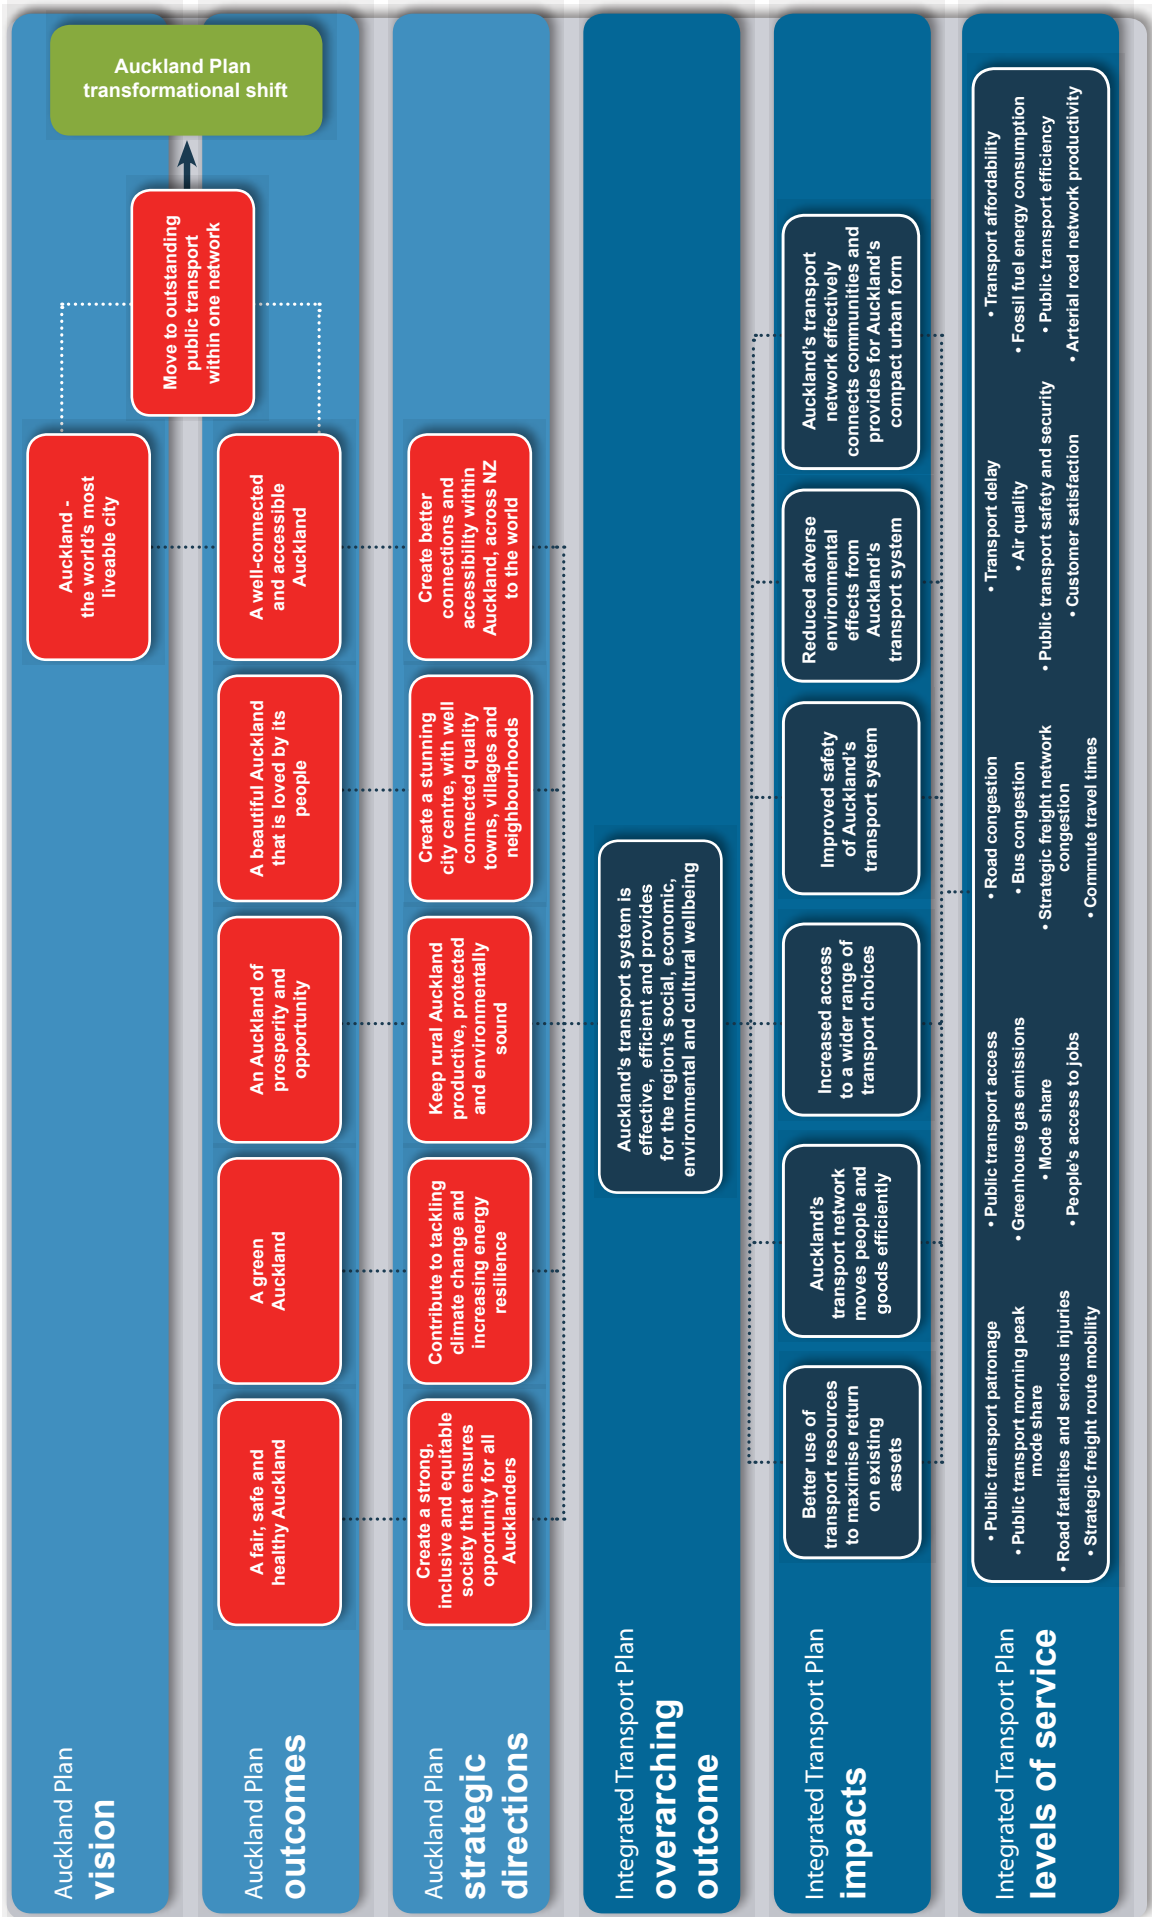 Auckland Plan
vision
Auckland -
the world's most
liveable city
Move to outstanding
public transport
within one network
Auckland Plan
transformational shift
Auckland Plan
outcomes
A fair, safe and
healthy Auckland
A green
Auckland
An Auckland of
prosperity and
opportunity
A beautiful Auckland
that is loved by its
people
A well-connected
and accessible
Auckland
Auckland Plan
strategic
directions
Create a strong,
inclusive and equitable
society that ensures
opportunity for all
Aucklanders
Contribute to tackling
climate change and
increasing energy
resilience
Keep rural Auckland
productive, protected
and environmentally
sound
Create a stunning
city centre, with well
connected quality
towns, villages and
neighbourhoods
Create better
connections and
accessibility within
Auckland, across NZ
to the world
Integrated Transport Plan
overarching
outcome
Auckland's transport system is
effective, efficient and provides
for the region's social, economic,
environmental and cultural wellbeing
Integrated Transport Plan
impacts
Better use of
transport resources
to maximise return
on existing
assets
Auckland's
transport network
moves people and
goods efficiently
Increased access
to a wider range of
transport choices
Improved safety
of Auckland's
transport system
Reduced adverse
environmental
effects from
Auckland's
transport system
Auckland's transport
network effectively
connects communities and
provides for Auckland's
compact urban form
Integrated Transport Plan
levels of service
• Public transport patronage
• Public transport morning peak
mode share
• Road fatalities and serious injuries
• Strategic freight route mobility
• Public transport access
• Greenhouse gas emissions
• Mode share
• People's access to jobs
• Road congestion
• Bus congestion
• Strategic freight network
congestion
• Commute travel times
• Transport delay
• Air quality
• Public transport safety and security
• Customer satisfaction
• Transport affordability
• Fossil fuel energy consumption
• Public transport efficiency
• Arterial road network productivity